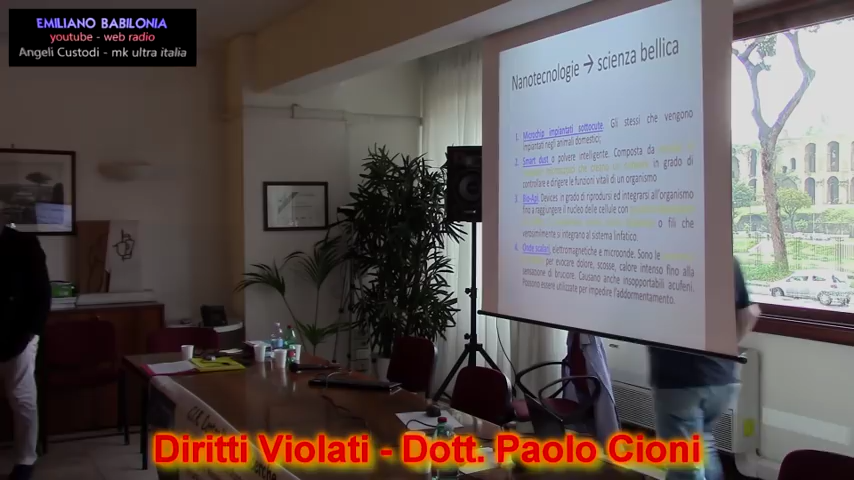 EMILIANO BABILONIA
youtube - web radio
Angeli Custodi - mk ultra italia
Nanotecnologie → scienza bellica
1. Microchip impiantati sottocute. Gli stessi che vengono
impiantati negli animali domestici;
2. Smart dust o polvere intelligente. Composta da
in grado di
controllare e dirigere le funzioni vitali di un organismo
3. Devices in grado di riprodursi ed integrarsi all'organismo
fino a raggiungere il nucleo delle cellule con
o fili che
si integrano al sistema linfatico.
4. Onde scalari, elettromagnetiche e microonde. Sono le
per evocare dolore, scosse, calore intenso fino alla
sensazione di bruciore. Causano anche insopportabili acufeni.
Possono essere utilizzate per impedire l'addormentamento.
Diritti Violati - Dott. Paolo Cioni